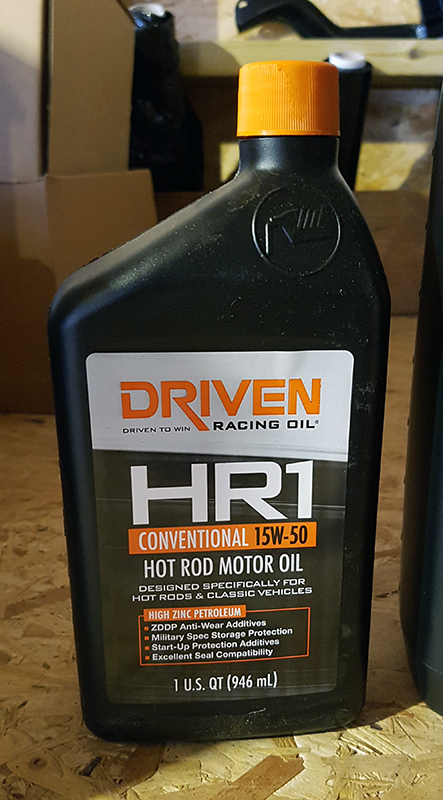 DRIVEN
DRIVEN TO WIN RACING OIL®
HR1
CONVENTIONAL 15W-50
HOT ROD MOTOR OIL
DESIGNED SPECIFICALLY FOR
HOT RODS & CLASSIC VEHICLES
HIGH ZINC PETROLEUM
▪ ZDDP Anti-Wear Additives
▪ Military Spec Storage Protection
▪ Start-Up Protection Additives
▪ Excellent Seal Compatibility
1 U.S. QT (946 mL)